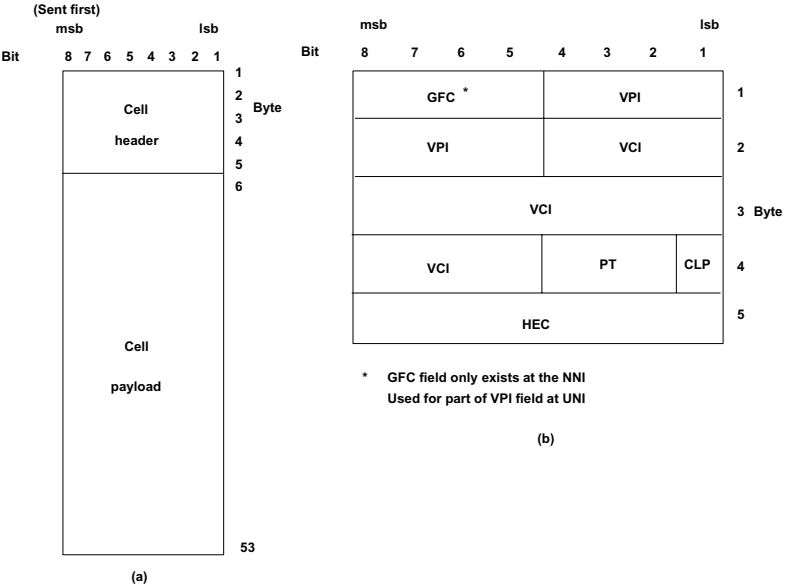 (Sent first)
msb lsb
Bit 8 7 6 5 4 3 2 1
1
2
Byte
3
4
5
6
Cell
header
Cell
payload
53
(a)
msb lsb
Bit 8 7 6 5 4 3 2 1
GFC * VPI 1
VPI VCI 2
VCI 3 Byte
VCI PT CLP 4
HEC 5
* GFC field only exists at the NNI
Used for part of VPI field at UNI
(b)